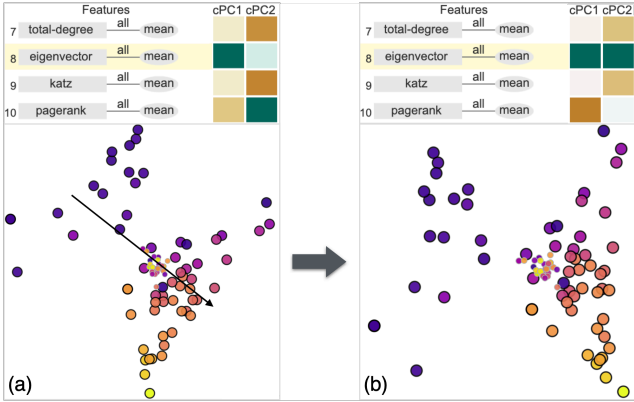 Features cPC1 cPC2
7 total-degree all mean
8 eigenvector all mean
9 katz all mean
10 pagerank all mean
(a)
Features cPC1 cPC2
7 total-degree all mean
8 eigenvector all mean
9 katz all mean
10 pagerank all mean
(b)